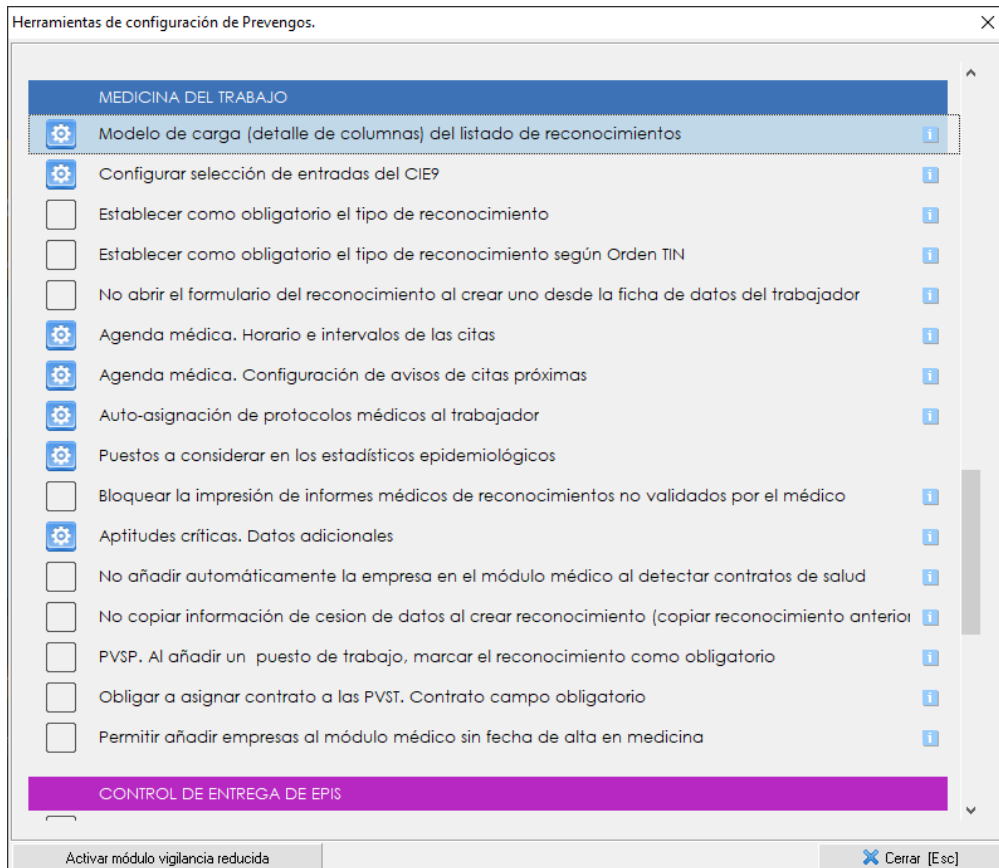 Herramientas de configuración de Prevengos.
MEDICINA DEL TRABAJO
Modelo de carga (detalle de columnas) del listado de reconocimientos
Configurar selección de entradas del CIE9
Establecer como obligatorio el tipo de reconocimiento
Establecer como obligatorio el tipo de reconocimiento según Orden TIN
No abrir el formulario del reconocimiento al crear uno desde la ficha de datos del trabajador
Agenda médica. Horario e intervalos de las citas
Agenda médica. Configuración de avisos de citas próximas
Auto-asignación de protocolos médicos al trabajador
Puestos a considerar en los estadísticos epidemiológicos
Bloquear la impresión de informes médicos de reconocimientos no validados por el médico
Aptitudes críticas. Datos adicionales
No añadir automáticamente la empresa en el módulo médico al detectar contratos de salud
No copiar información de cesion de datos al crear reconocimiento (copiar reconocimiento anterior
PVSP. Al añadir un puesto de trabajo, marcar el reconocimiento como obligatorio
Obligar a asignar contrato a las PVST. Contrato campo obligatorio
Permitir añadir empresas al módulo médico sin fecha de alta en medicina
CONTROL DE ENTREGA DE EPIS
Activar módulo vigilancia reducida
Cerrar [Esc]